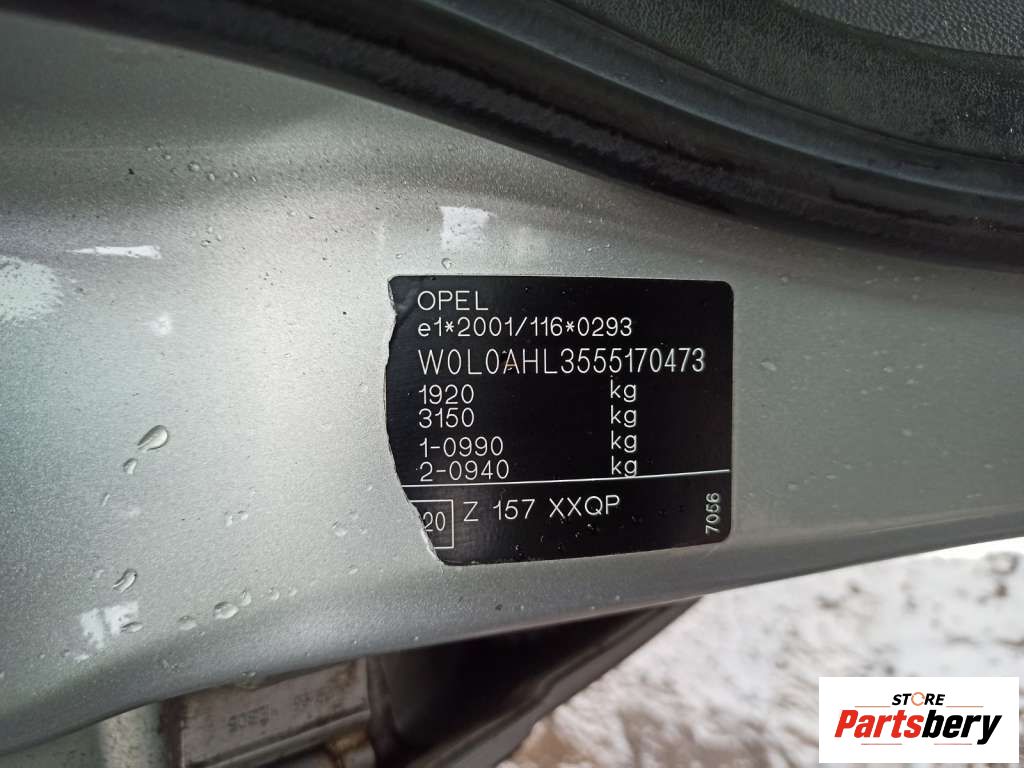 OPEL
e1*2001/116*0293
W0L0AHL3555170473
1920 kg
3150 kg
1-0990 kg
2-0940 kg
20 Z 157 XXQP
7056
STORE
Partsbery